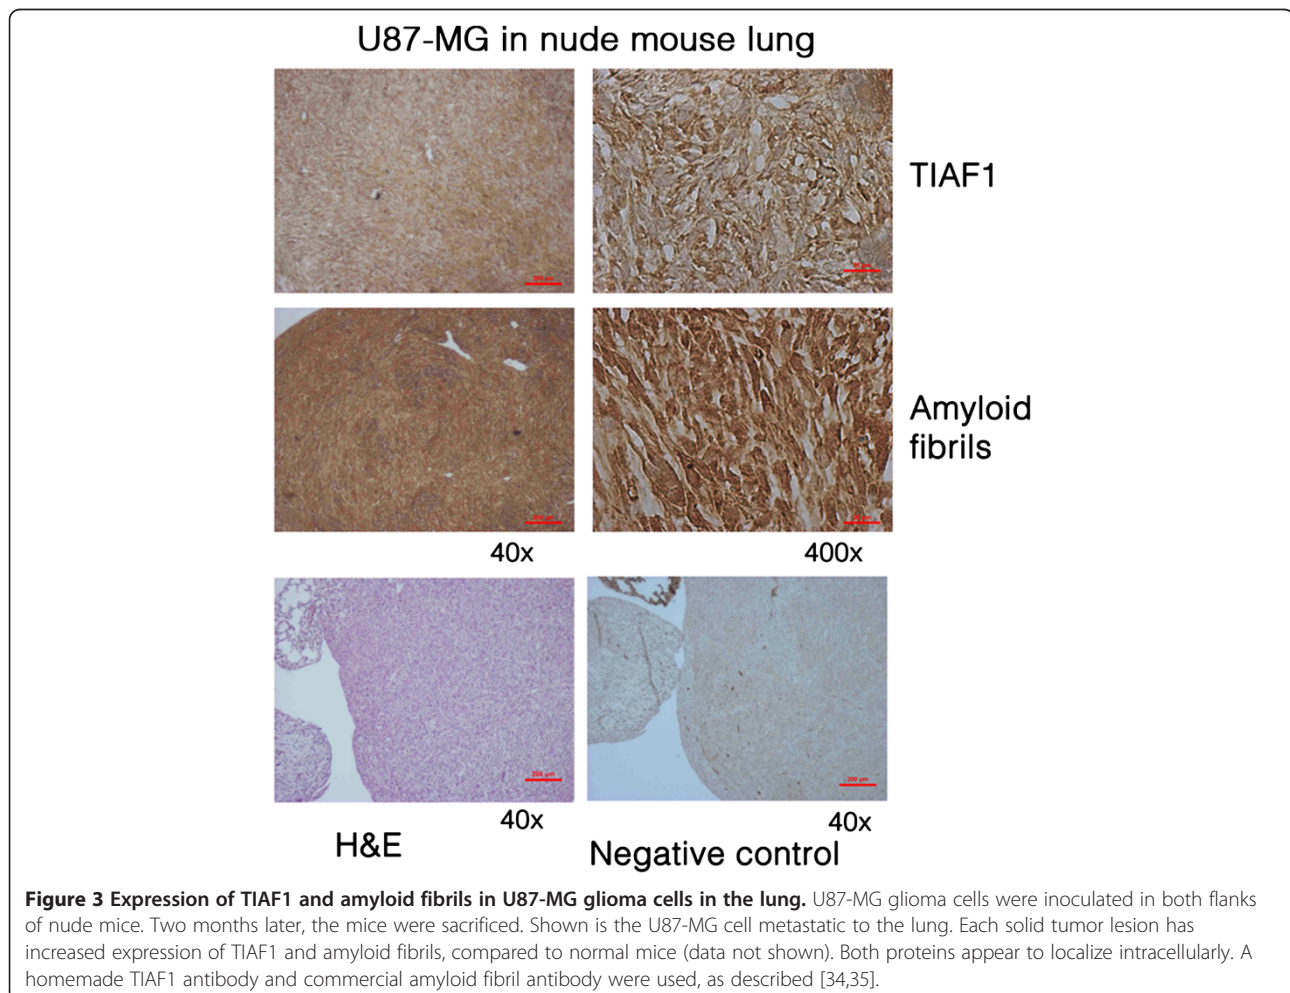 U87-MG in nude mouse lung
TIAF1
Amyloid
fibrils
40x
400x
200 µm
200 µm
40x
40x
H&E
Negative control
Figure 3 Expression of TIAF1 and amyloid fibrils in U87-MG glioma cells in the lung. U87-MG glioma cells were inoculated in both flanks
of nude mice. Two months later, the mice were sacrificed. Shown is the U87-MG cell metastatic to the lung. Each solid tumor lesion has
increased expression of TIAF1 and amyloid fibrils, compared to normal mice (data not shown). Both proteins appear to localize intracellularly. A
homemade TIAF1 antibody and commercial amyloid fibril antibody were used, as described [34,35].